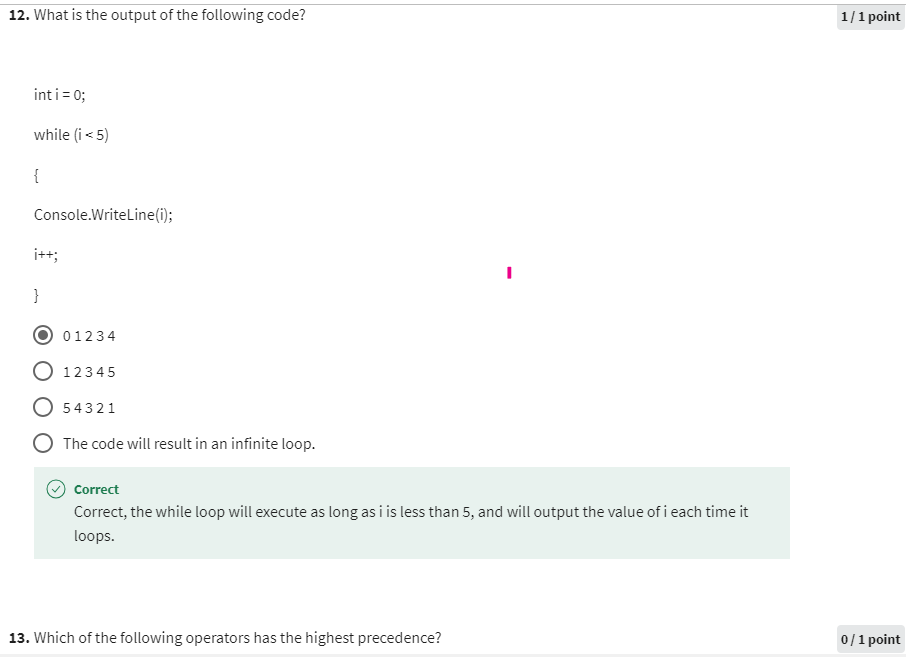 12. What is the output of the following code?
1 / 1 point
int i = 0;
while (i < 5)
{
Console.WriteLine(i);
i++;
}
0 1 2 3 4
1 2 3 4 5
5 4 3 2 1
The code will result in an infinite loop.
Correct
Correct, the while loop will execute as long as i is less than 5, and will output the value of i each time it
loops.
13. Which of the following operators has the highest precedence?
0 / 1 point